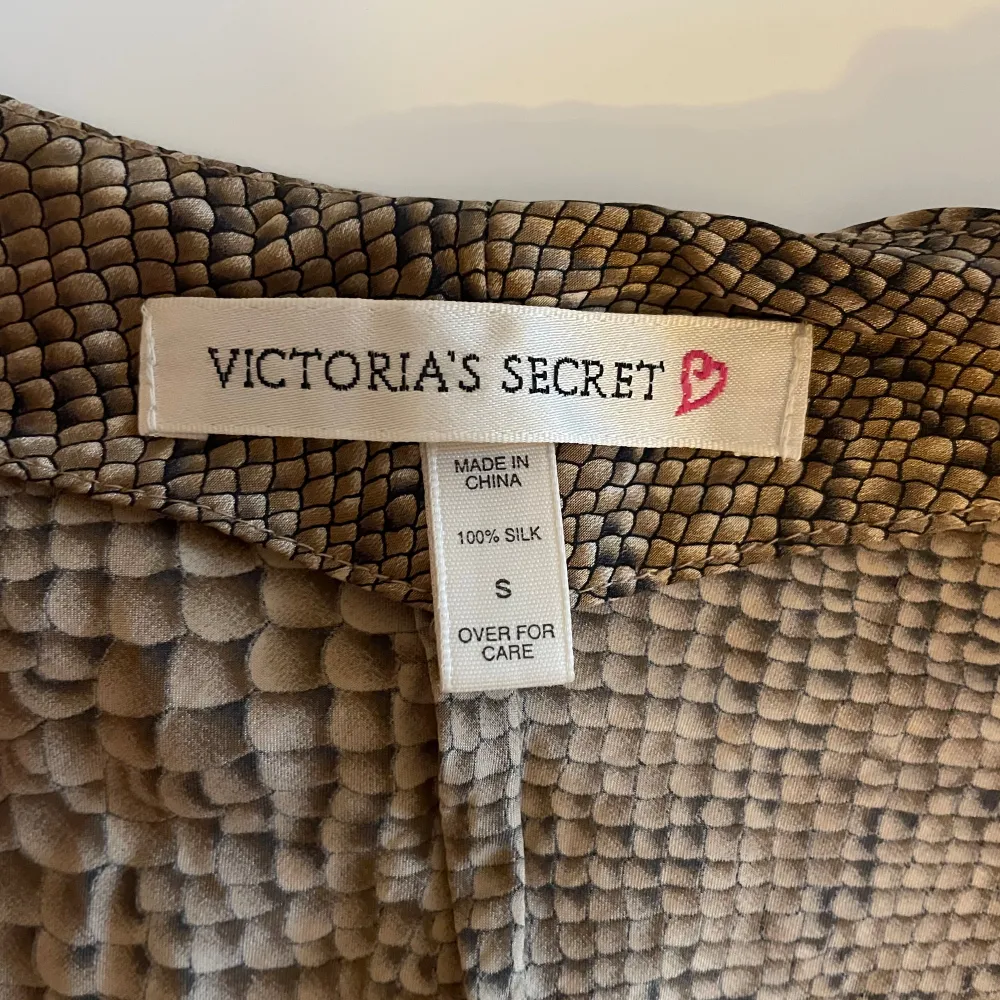 VICTORIA'S SECRET
MADE IN
CHINA
100% SILK
S
OVER FOR
CARE